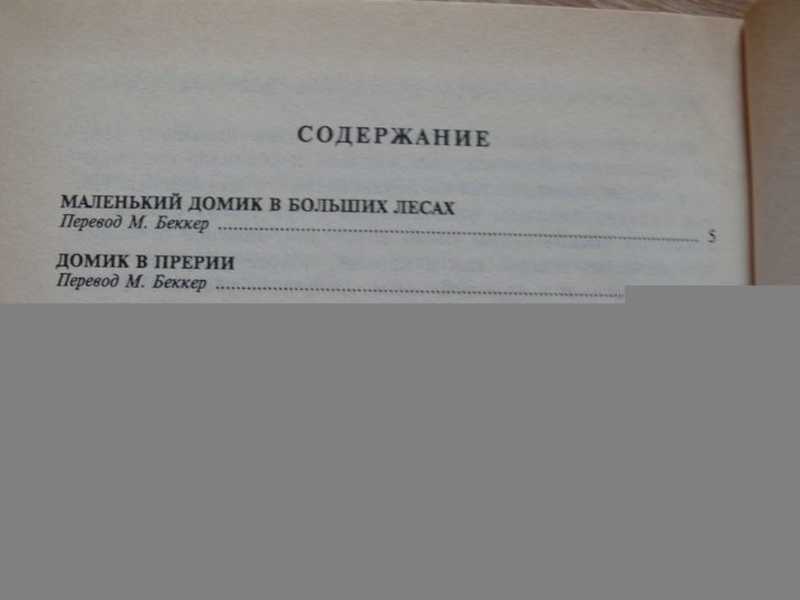 СОДЕРЖАНИЕ
МАЛЕНЬКИЙ ДОМИК В БОЛЬШИХ ЛЕСАХ
Перевод М. Беккер ........................................ 5
ДОМИК В ПРЕРИИ
Перевод М. Беккер ........................................